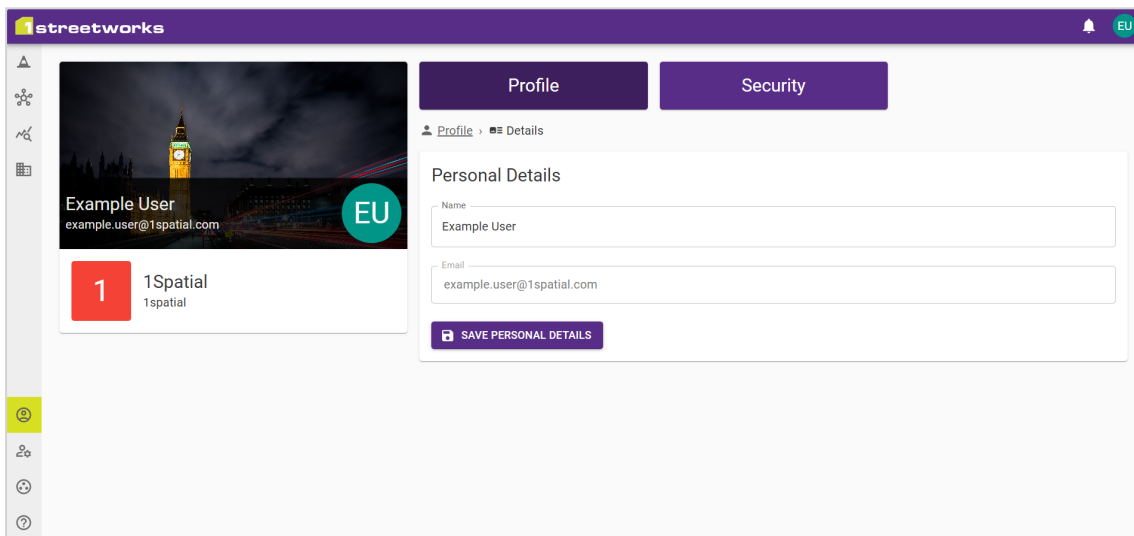 1streetworks
EU
Profile
Security
Profile › Details
Example User
example.user@1spatial.com
EU
1
1Spatial
1spatial
Personal Details
Name
Example User
Email
example.user@1spatial.com
SAVE PERSONAL DETAILS